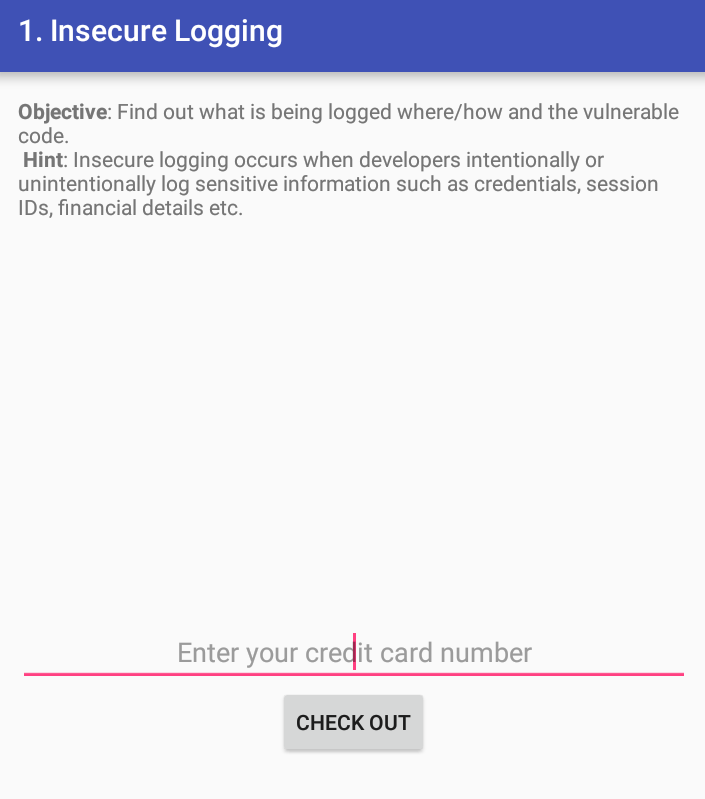 1. Insecure Logging
Objective: Find out what is being logged where/how and the vulnerable
code.
Hint: Insecure logging occurs when developers intentionally or
unintentionally log sensitive information such as credentials, session
IDs, financial details etc.
Enter your credit card number
CHECK OUT